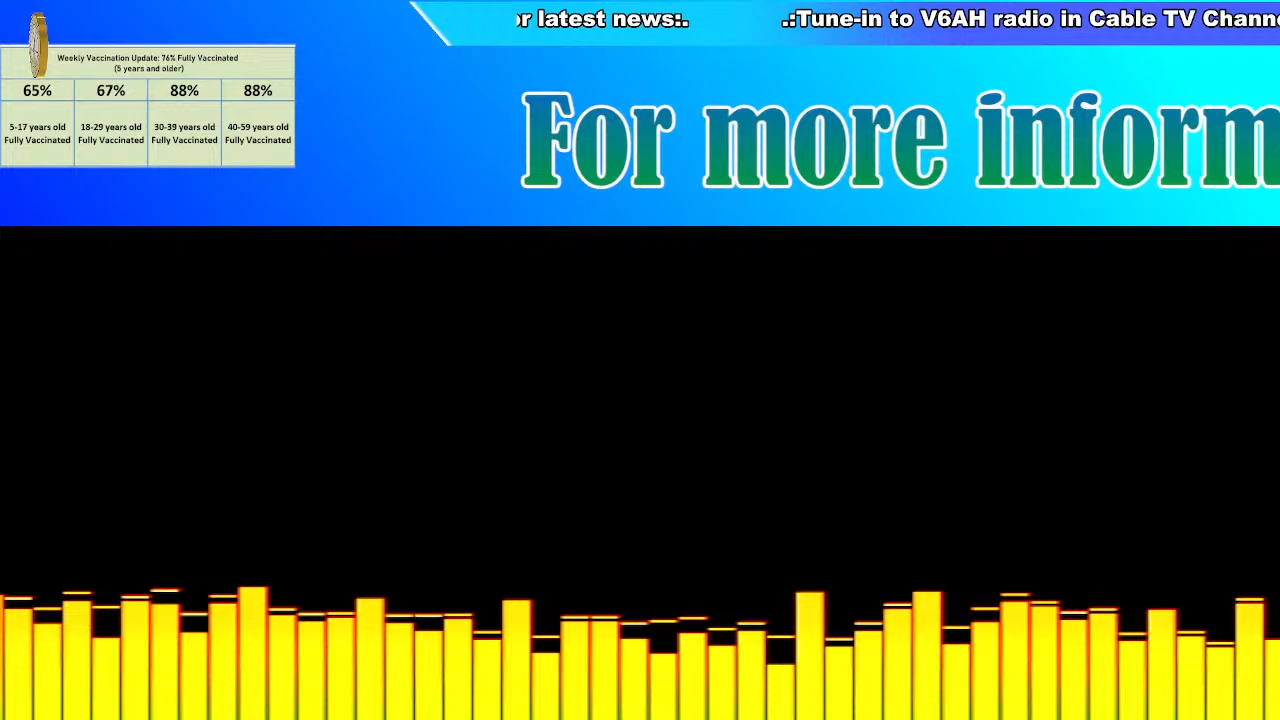 or latest news:. .:Tune-in to V6AH radio in Cable TV Chann
Weekly Vaccination Update: 76% Fully Vaccinated
(5 years and older)
65% 67% 88% 88%
5-17 years old 18-29 years old 30-39 years old 40-59 years old
Fully Vaccinated Fully Vaccinated Fully Vaccinated Fully Vaccinated
For more inform